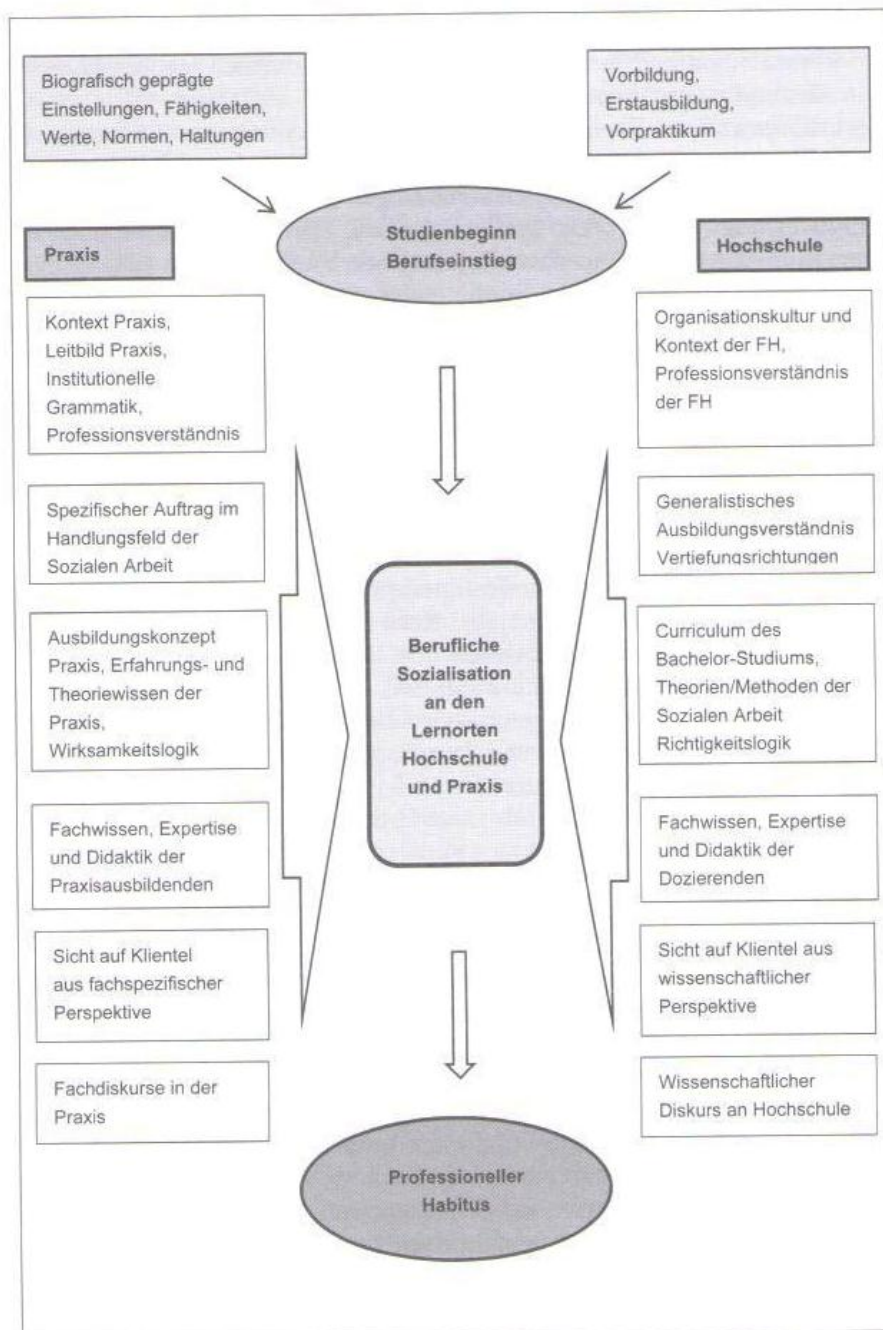 Biografisch geprägte
Einstellungen, Fähigkeiten,
Werte, Normen, Haltungen
Vorbildung,
Erstausbildung,
Vorpraktikum
Studienbeginn
Berufseinstieg
Praxis
Kontext Praxis,
Leitbild Praxis,
Institutionelle
Grammatik,
Professionsverständnis
Spezifischer Auftrag im
Handlungsfeld der
Sozialen Arbeit
Ausbildungskonzept
Praxis, Erfahrungs- und
Theoriewissen der
Praxis,
Wirksamkeitslogik
Fachwissen, Expertise
und Didaktik der
Praxisausbildenden
Sicht auf Klientel
aus fachspezifischer
Perspektive
Fachdiskurse in der
Praxis
Berufliche
Sozialisation
an den
Lernorten
Hochschule
und Praxis
Hochschule
Organisationskultur und
Kontext der FH,
Professionsverständnis
der FH
Generalistisches
Ausbildungsverständnis
Vertiefungsrichtungen
Curriculum des
Bachelor-Studiums,
Theorien/Methoden der
Sozialen Arbeit
Richtigkeitslogik
Fachwissen, Expertise
und Didaktik der
Dozierenden
Sicht auf Klientel aus
wissenschaftlicher
Perspektive
Wissenschaftlicher
Diskurs an Hochschule
Professioneller
Habitus